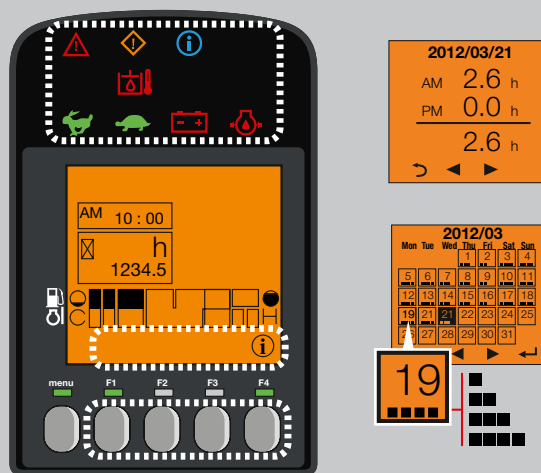 AM 10 : 00
h
1234.5
C H
menu F1 F2 F3 F4
2012/03/21
AM 2.6 h
PM 0.0 h
2.6 h
2012/03
Mon Tue Wed Thu Fri Sat Sun
1 2 3 4
5 6 7 8 9 10 11
12 13 14 15 16 17 18
19 21 21 22 23 24 25
27 28 29 30 31
19